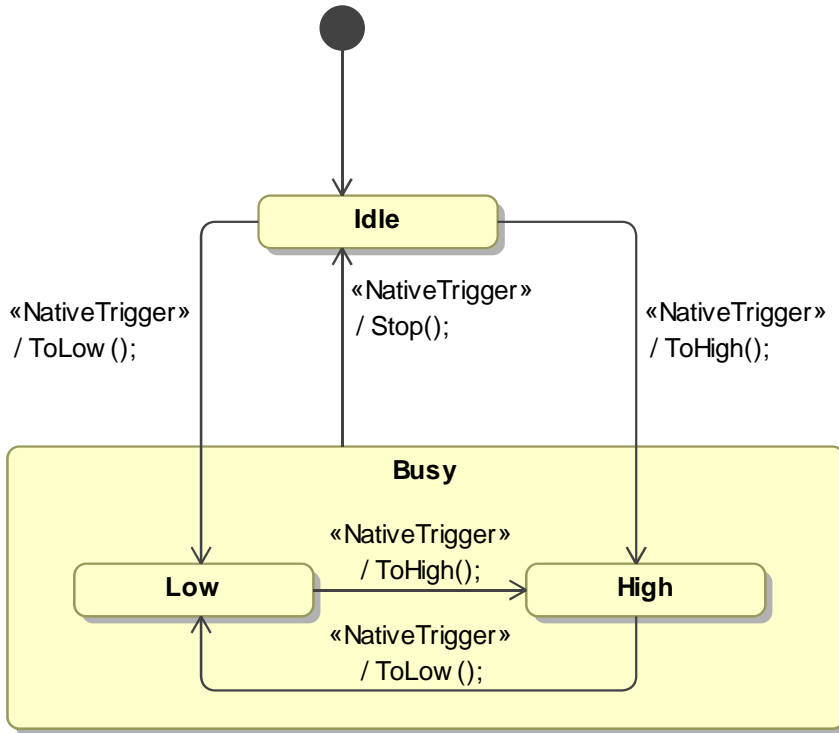 Idle
«NativeTrigger»
/ ToLow ();
«NativeTrigger»
/ Stop();
«NativeTrigger»
/ ToHigh();
Busy
«NativeTrigger»
/ ToHigh();
Low
High
«NativeTrigger»
/ ToLow ();